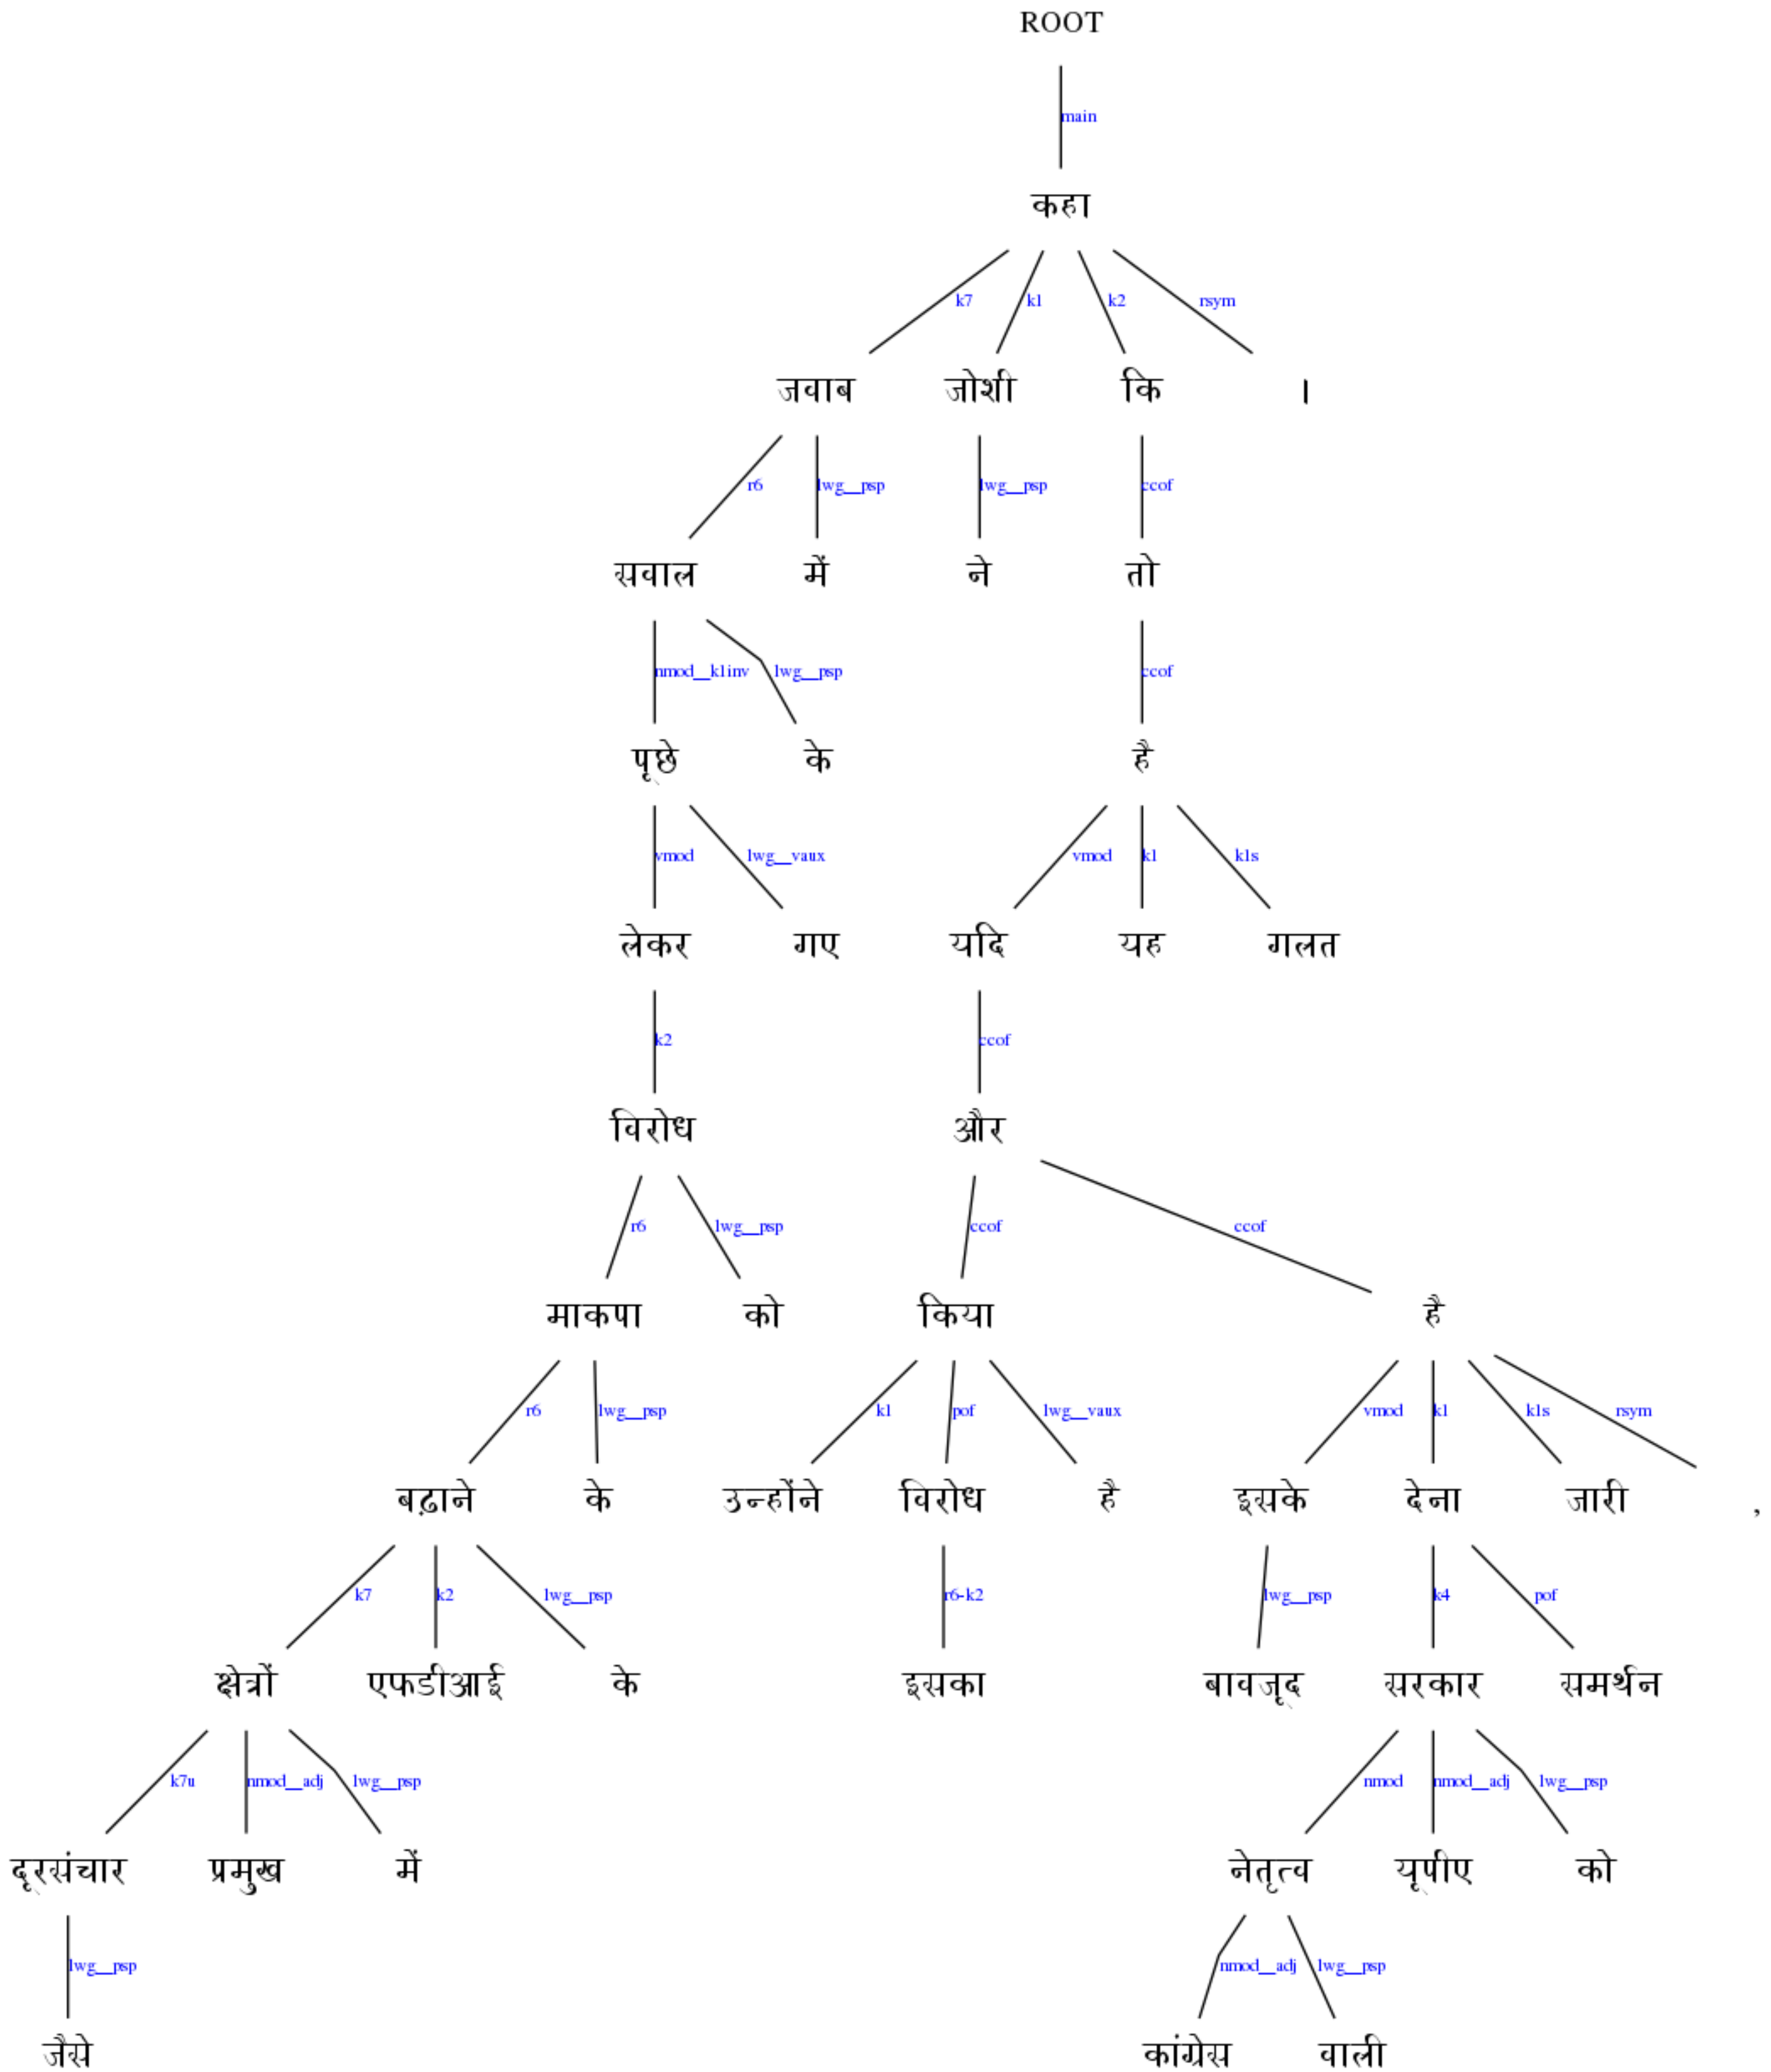 ROOT
main
कहा
k7 k1 k2 rsym
जवाब जोशी कि ।
r6 lwg__psp lwg__psp ccof
सवाल में ने तो
nmod__k1inv lwg__psp ccof
पूछे के है
vmod lwg__vaux vmod k1 k1s
लेकर गए यदि यह गलत
k2 ccof
विरोध और
r6 lwg__psp ccof ccof
माकपा को किया है
r6 lwg__psp k1 pof lwg__vaux vmod k1 k1s rsym
बढ़ाने के उन्होंने विरोध है इसके देना जारी ,
k7 k2 lwg__psp r6-k2 lwg__psp k4 pof
क्षेत्रों एफडीआई के इसका बावजूद सरकार समर्थन
k7u nmod__adj lwg__psp nmod nmod__adj lwg__psp
दूरसंचार प्रमुख में नेतृत्व यूपीए को
lwg__psp nmod__adj lwg__psp
जैसे कांग्रेस वाली